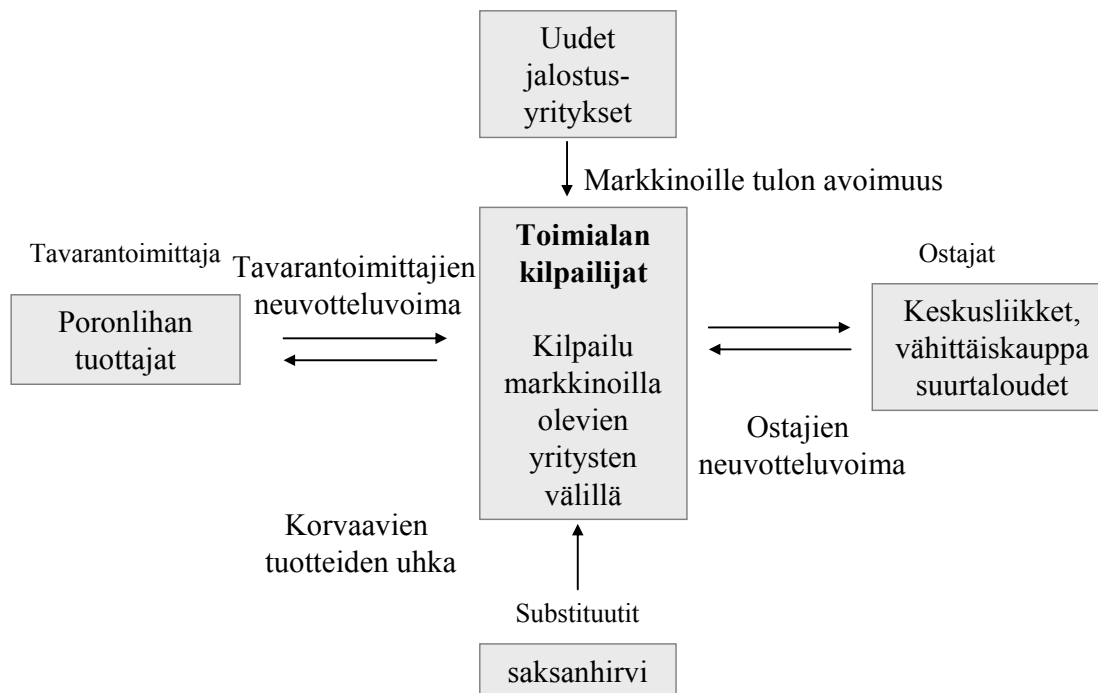 Uudet
jalostus-
yritykset
Markkinoille tulon avoimuus
Tavarantoimittaja
Poronlihan
tuottajat
Tavarantoimittajien
neuvotteluvoima
Toimialan
kilpailijat
Kilpailu
markkinoilla
olevien
yritysten
välillä
Ostajat
Keskusliikket,
vähittäiskauppa
suurtaloudet
Ostajien
neuvotteluvoima
Korvaavien
tuotteiden uhka
Substituutit
saksanhirvi